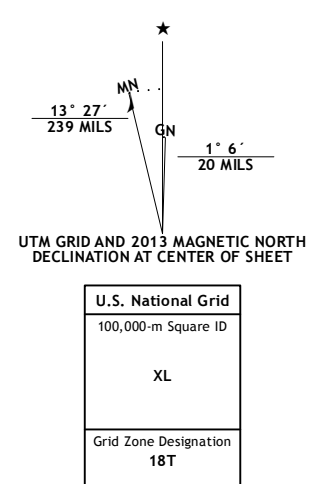 ★
MN
13° 27´
239 MILS
GN
1° 6´
20 MILS
UTM GRID AND 2013 MAGNETIC NORTH
DECLINATION AT CENTER OF SHEET
U.S. National Grid
100,000-m Square ID
XL
Grid Zone Designation
18T